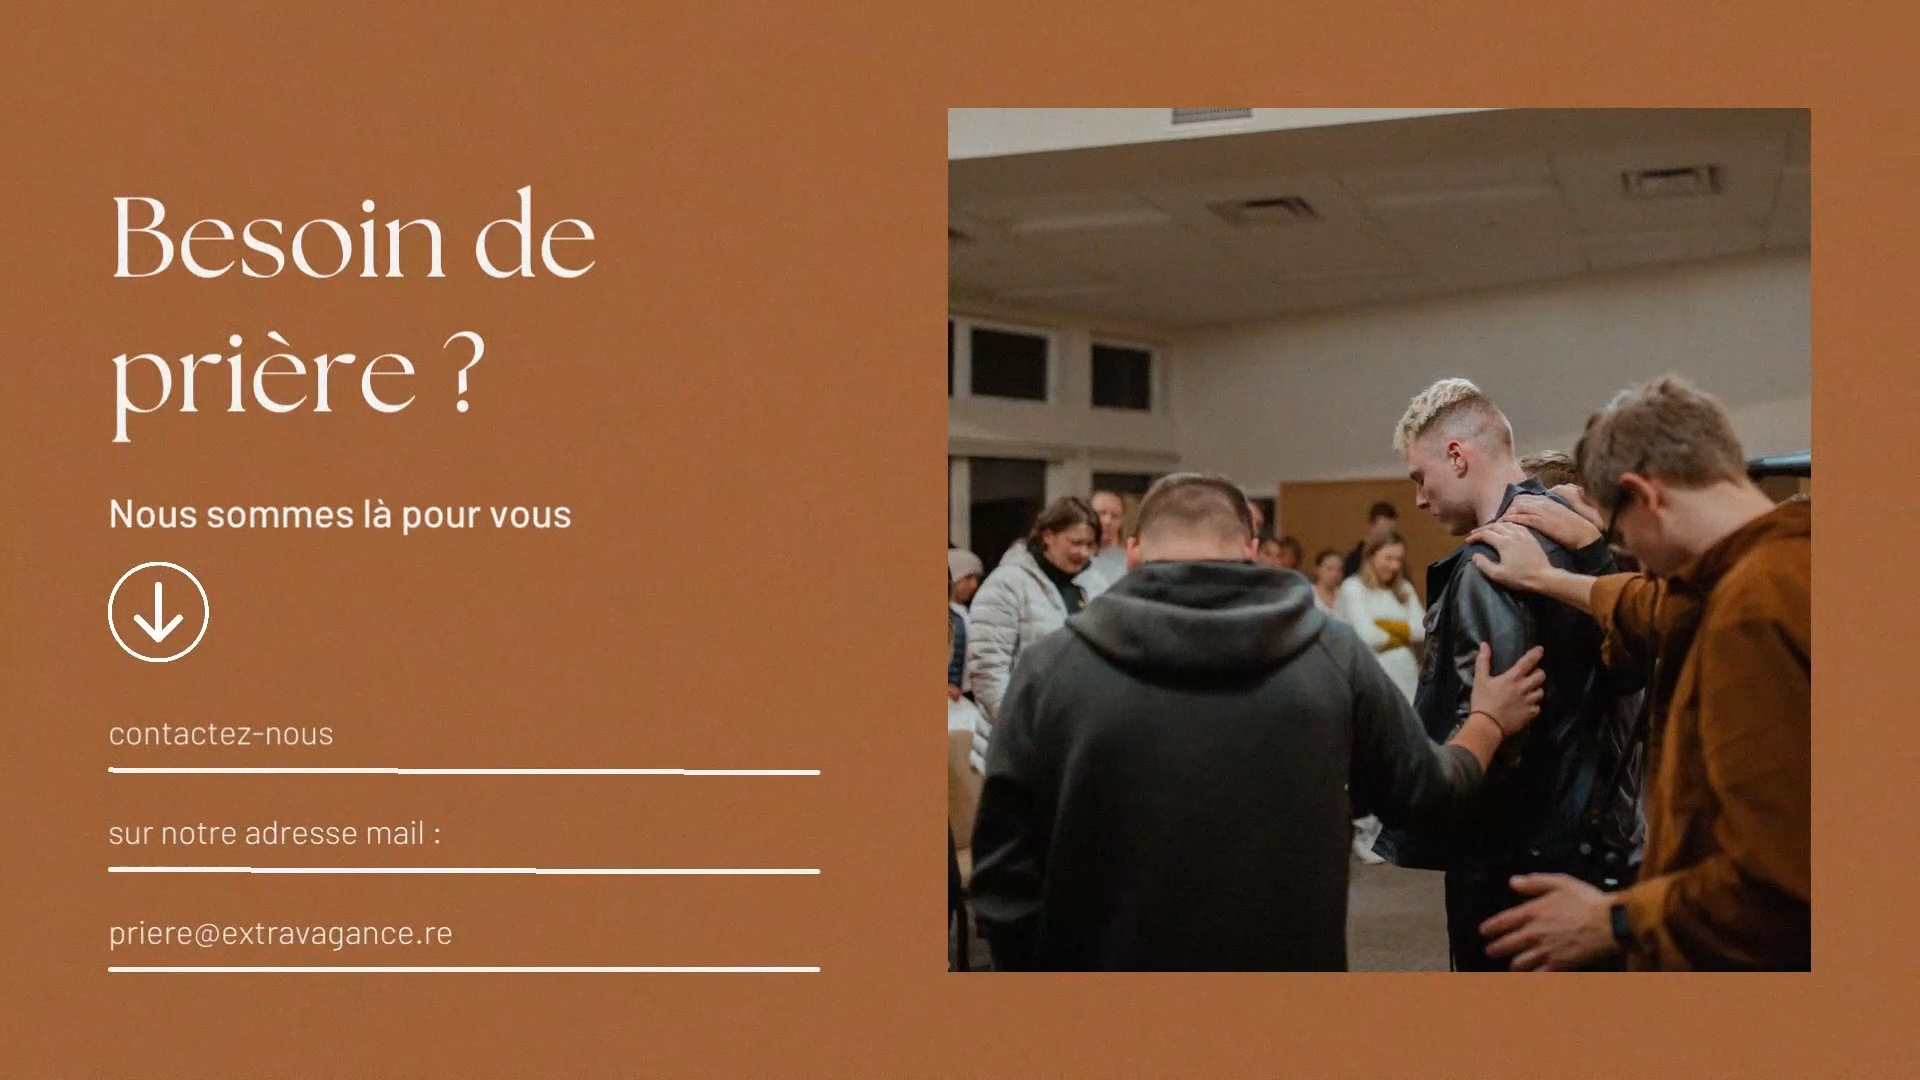 Besoin de
prière ?
Nous sommes là pour vous
contactez-nous
sur notre adresse mail :
priere@extravagance.re